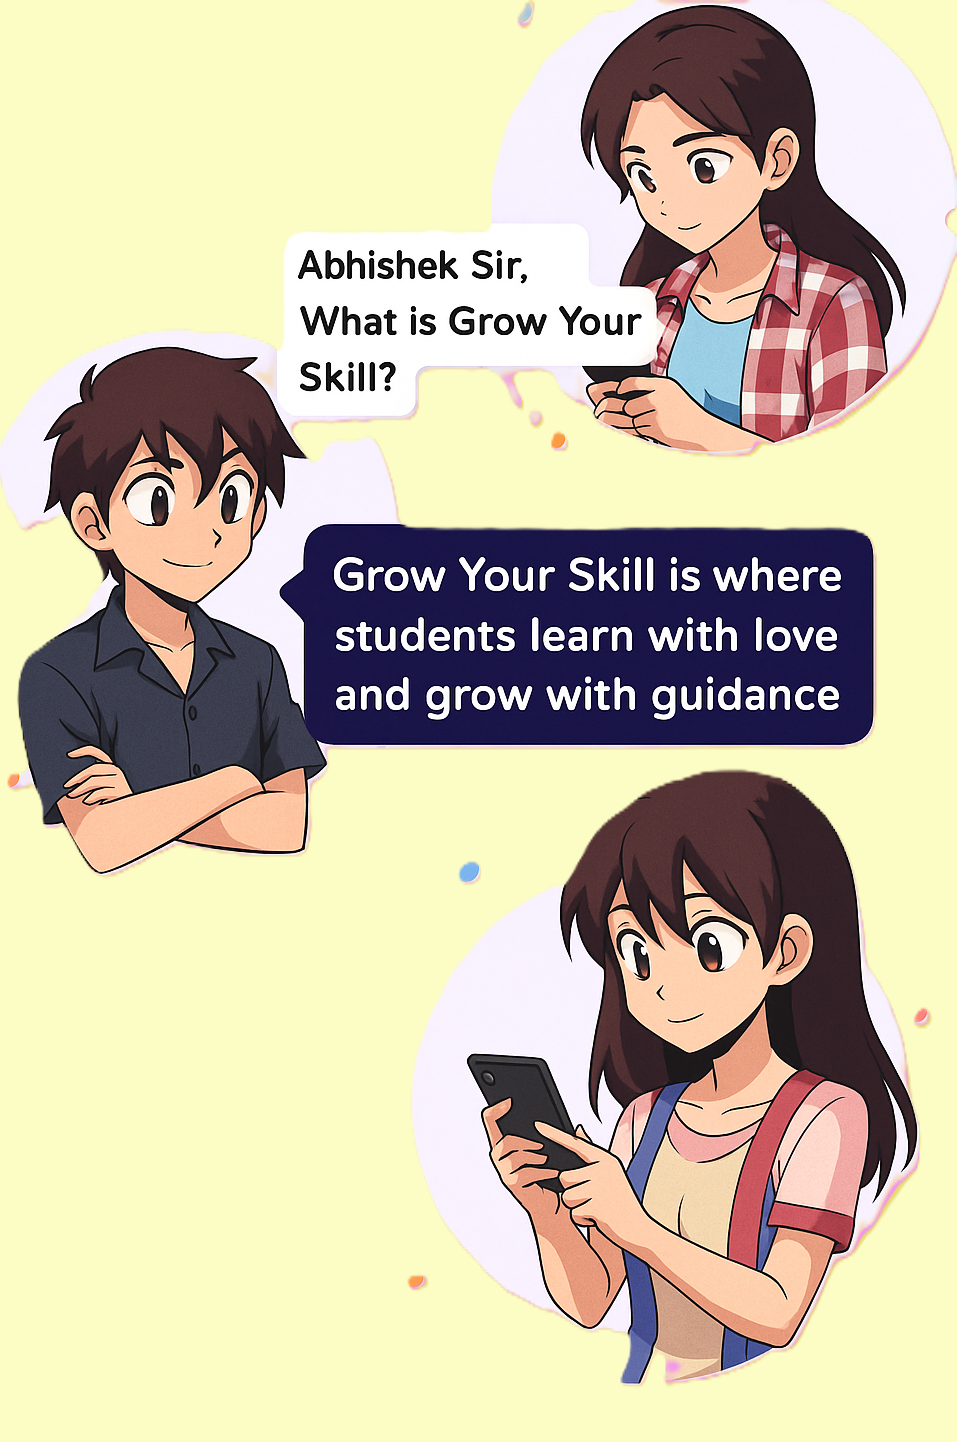 Abhishek Sir,
What is Grow Your
Skill?
Grow Your Skill is where
students learn with love
and grow with guidance